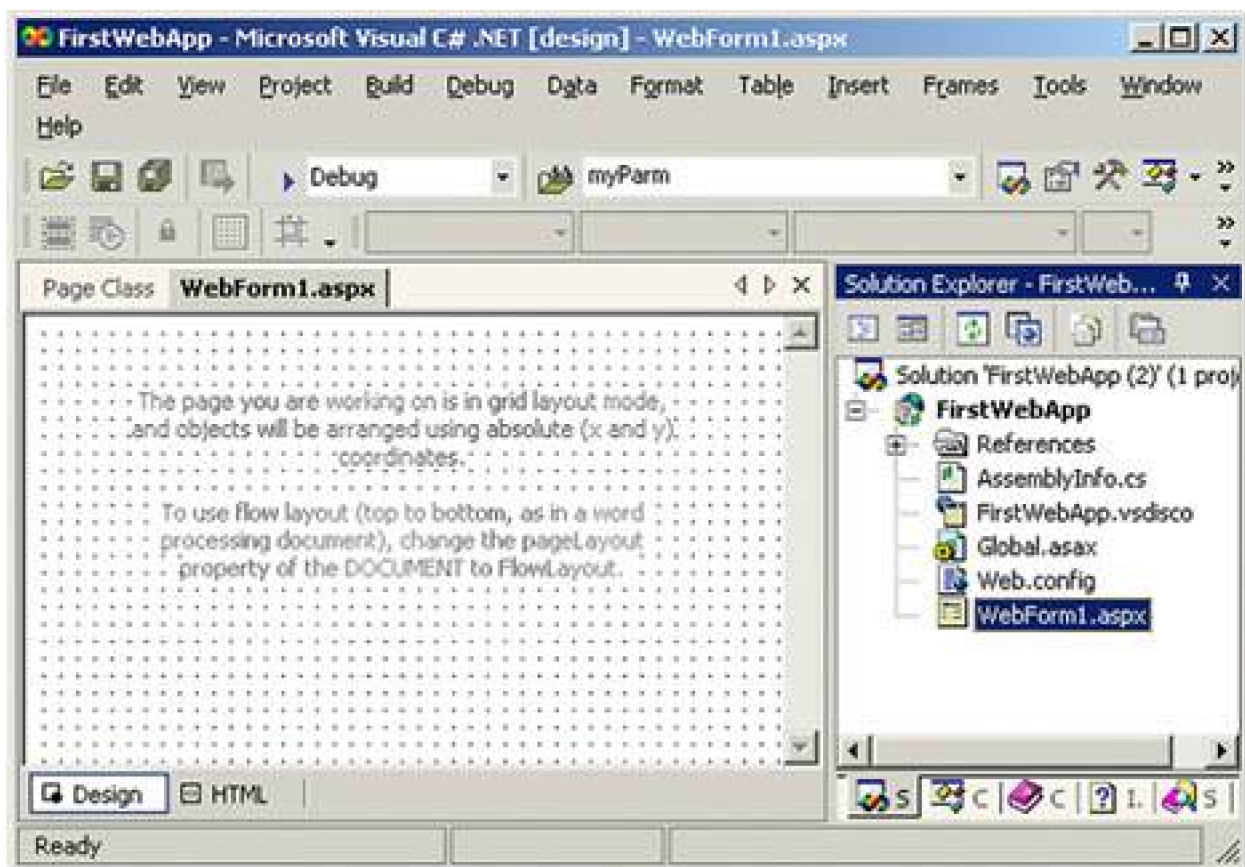 FirstWebApp - Microsoft Visual C# .NET [design] - WebForm1.aspx
File Edit View Project Build Debug Data Format Table Insert Frames Tools Window
Help
Debug myParm
Page Class WebForm1.aspx
Solution Explorer - FirstWeb...
The page you are working on is in grid layout mode,
and objects will be arranged using absolute (x and y)
coordinates.
To use flow layout (top to bottom, as in a word
processing document), change the pageLayout
property of the DOCUMENT to FlowLayout.
Solution 'FirstWebApp (2)' (1 proj
FirstWebApp
References
AssemblyInfo.cs
FirstWebApp.vsdisco
Global.asax
Web.config
WebForm1.aspx
Design HTML
S C C I. S
Ready